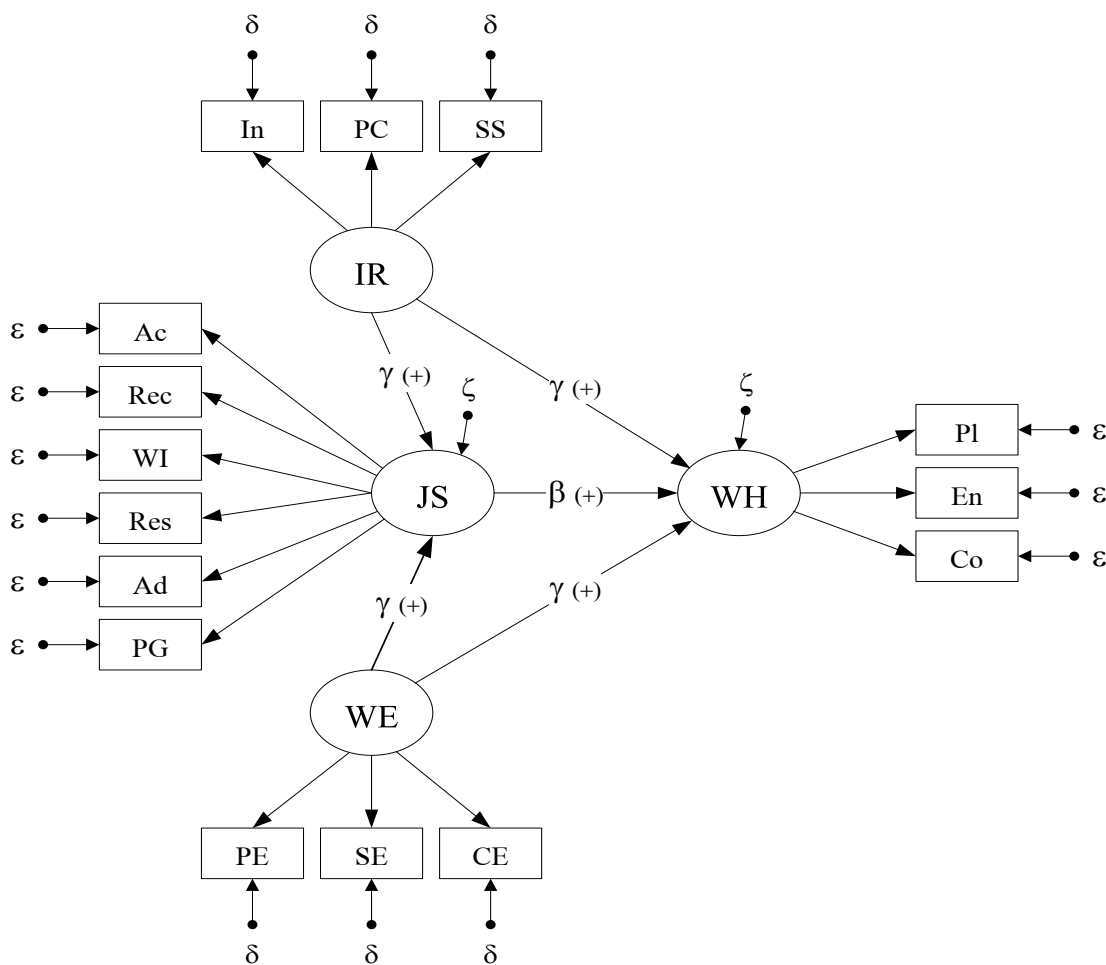 δ δ δ
In PC SS
IR
ε Ac
γ (+)
ε Rec
γ (+)
ζ
ζ
ε WI
Pl ε
ε Res
JS
β (+)
WH
En ε
ε Ad
Co ε
γ (+)
γ (+)
ε PG
WE
PE SE CE
δ δ δ